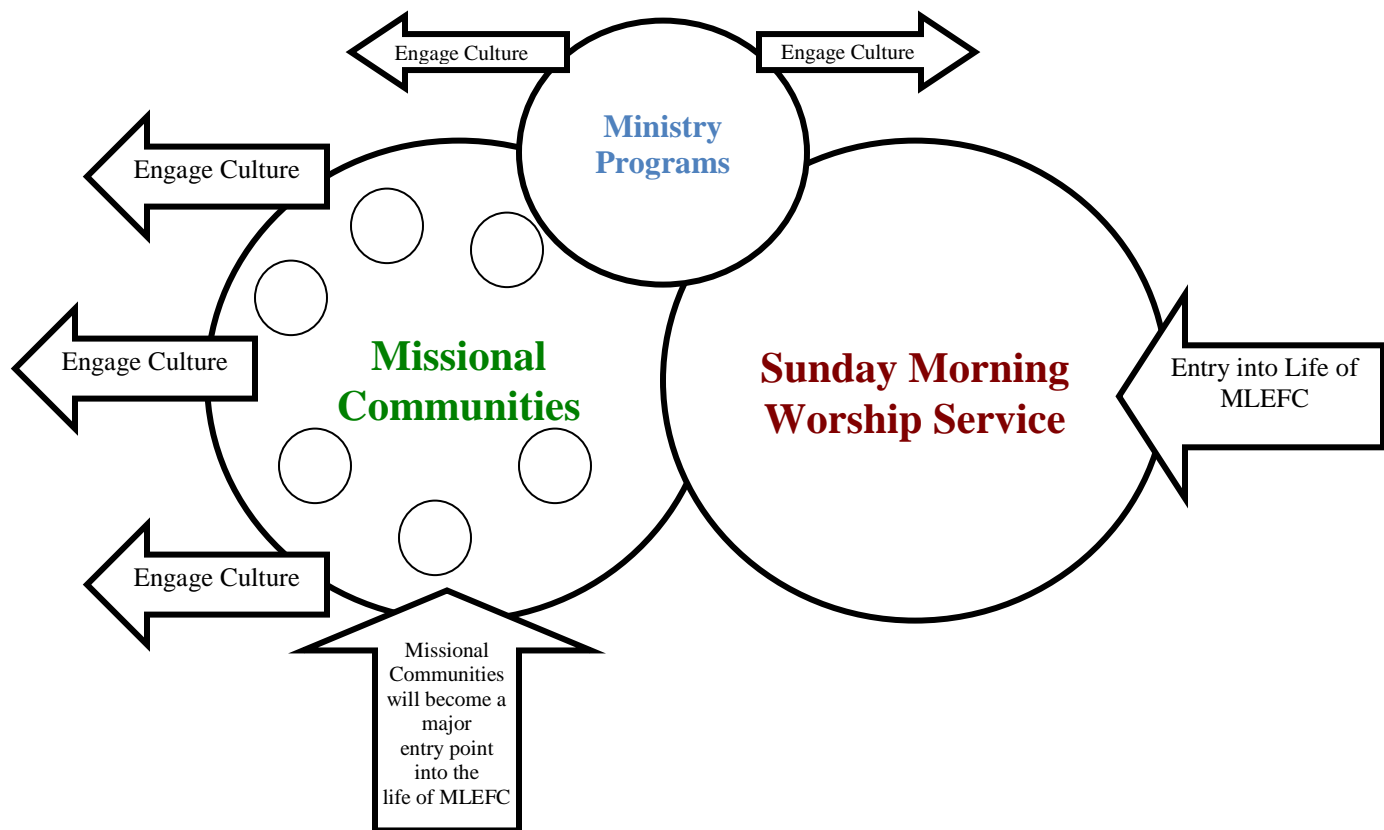 Engage Culture
Engage Culture
Ministry
Programs
Engage Culture
Engage Culture
Missional
Communities
Sunday Morning
Worship Service
Entry into Life of
MLEFC
Engage Culture
Missional
Communities
will become a
major
entry point
into the
life of MLEFC